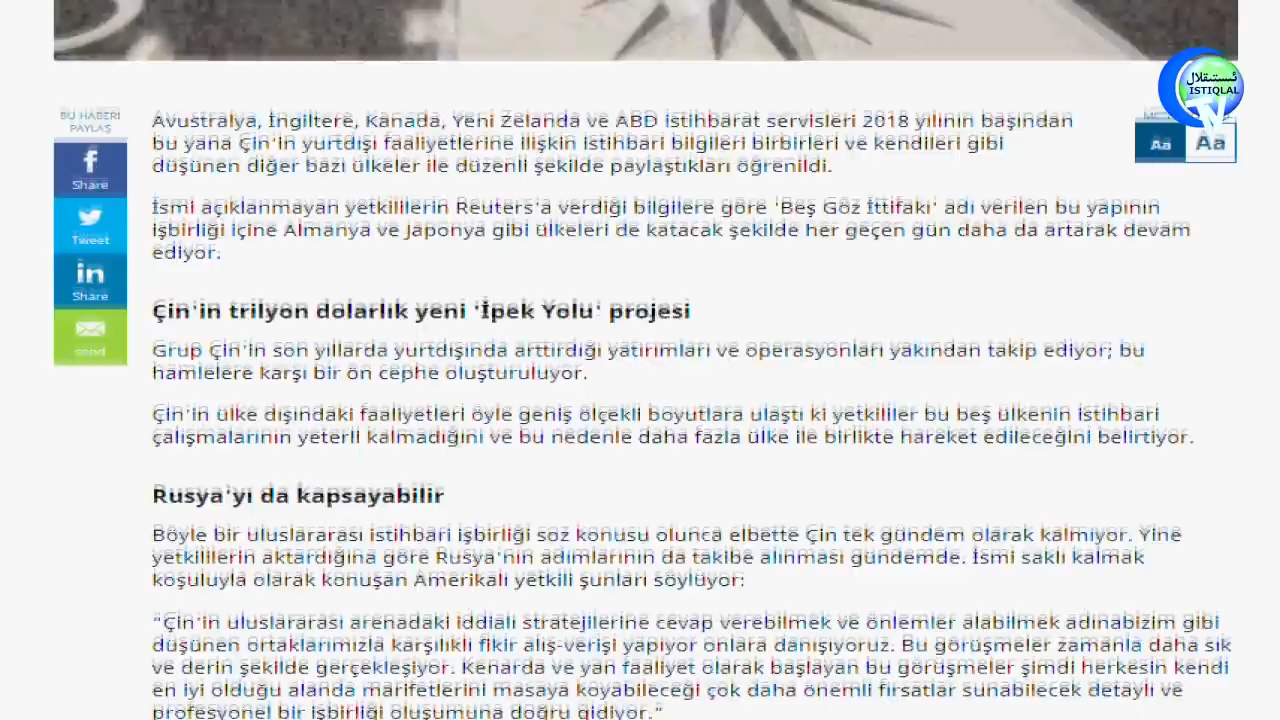 ئىستىقلال
ISTIQLAL
BU HABERİ
PAYLAŞ
Aa
Aa
Share
Tweet
in
Share
send
Avustralya, İngiltere, Kanada, Yeni Zelanda ve ABD istihbarat servisleri 2018 yılının başından
bu yana Çin'in yurtdışı faaliyetlerine ilişkin istihbari bilgileri birbirleri ve kendileri gibi
düşünen diğer bazı ülkeler ile düzenli şekilde paylaştıkları öğrenildi.
İsmi açıklanmayan yetkililerin Reuters'a verdiği bilgilere göre 'Beş Göz İttifakı' adı verilen bu yapının
işbirliği içine Almanya ve Japonya gibi ülkeleri de katacak şekilde her geçen gün daha da artarak devam
ediyor.
Çin'in trilyon dolarlık yeni 'İpek Yolu' projesi
Grup Çin'in son yıllarda yurtdışında arttırdığı yatırımları ve operasyonları yakından takip ediyor; bu
hamlelere karşı bir ön cephe oluşturuluyor.
Çin'in ülke dışındaki faaliyetleri öyle geniş ölçekli boyutlara ulaştı ki yetkililer bu beş ülkenin istihbari
çalışmalarının yeterli kalmadığını ve bu nedenle daha fazla ülke ile birlikte hareket edileceğini belirtiyor.
Rusya'yı da kapsayabilir
Böyle bir uluslararası istihbari işbirliği söz konusu olunca elbette Çin tek gündem olarak kalmıyor. Yine
yetkililerin aktardığına göre Rusya'nın adımlarının da takibe alınması gündemde. İsmi saklı kalmak
koşuluyla olarak konuşan Amerikalı yetkili şunları söylüyor:
"Çin'in uluslararası arenadaki iddialı stratejilerine cevap verebilmek ve önlemler alabilmek adınabizim gibi
düşünen ortaklarımızla karşılıklı fikir alış-verişi yapıyor onlara danışıyoruz. Bu görüşmeler zamanla daha sık
ve derin şekilde gerçekleşiyor. Kenarda ve yan faaliyet olarak başlayan bu görüşmeler şimdi herkesin kendi
en iyi olduğu alanda marifetlerini masaya koyabileceği çok daha önemli fırsatlar sunabilecek detaylı ve
profesyonel bir işbirliği oluşumuna doğru gidiyor."